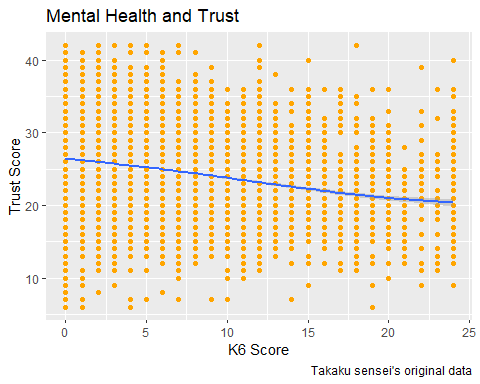 Mental Health and Trust
Trust Score
40
30
20
10
0 5 10 15 20 25
K6 Score
Takaku sensei's original data